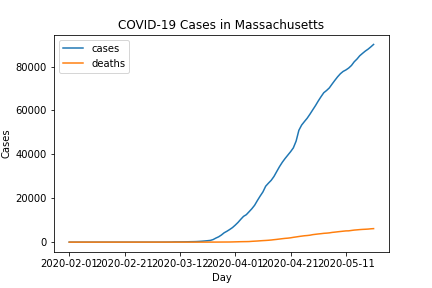 COVID-19 Cases in Massachusetts
cases
deaths
80000
60000
40000
20000
0
Cases
2020-02-01 2020-02-21 2020-03-12 2020-04-01 2020-04-21 2020-05-11
Day